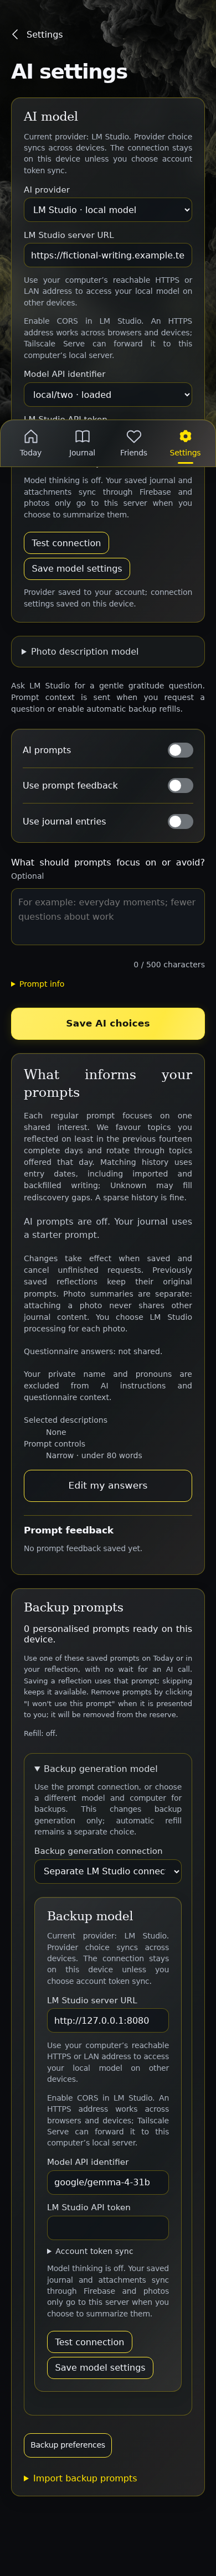 Settings
AI settings
AI model
Current provider: LM Studio. Provider choice
syncs across devices. The connection stays
on this device unless you choose account
token sync.
AI provider
LM Studio · local model
LM Studio server URL
https://fictional-writing.example.te
Use your computer's reachable HTTPS or
LAN address to access your local model on
other devices.
Enable CORS in LM Studio. An HTTPS
address works across browsers and devices;
Tailscale Serve can forward it to this
computer's local server.
Model API identifier
local/two · loaded
LM Studio API token
Today
Journal
Friends
Settings
Model thinking is off. Your saved journal and
attachments sync through Firebase and
photos only go to this server when you
choose to summarize them.
Test connection
Save model settings
Provider saved to your account; connection
settings saved on this device.
Photo description model
Ask LM Studio for a gentle gratitude question.
Prompt context is sent when you request a
question or enable automatic backup refills.
AI prompts
Use prompt feedback
Use journal entries
What should prompts focus on or avoid?
Optional
For example: everyday moments; fewer
questions about work
0 / 500 characters
Prompt info
Save AI choices
What informs your
prompts
Each regular prompt focuses on one
shared interest. We favour topics you
reflected on least in the previous fourteen
complete days and rotate through topics
offered that day. Matching history uses
entry dates, including imported and
backfilled writing; Unknown may fill
rediscovery gaps. A sparse history is fine.
AI prompts are off. Your journal uses
a starter prompt.
Changes take effect when saved and
cancel unfinished requests. Previously
saved reflections keep their original
prompts. Photo summaries are separate:
attaching a photo never shares other
journal content. You choose LM Studio
processing for each photo.
Questionnaire answers: not shared.
Your private name and pronouns are
excluded from AI instructions and
questionnaire context.
Selected descriptions
None
Prompt controls
Narrow · under 80 words
Edit my answers
Prompt feedback
No prompt feedback saved yet.
Backup prompts
0 personalised prompts ready on this
device.
Use one of these saved prompts on Today or in
your reflection, with no wait for an AI call.
Saving a reflection uses that prompt; skipping
keeps it available. Remove prompts by clicking
"I won't use this prompt" when it is presented
to you; it will be removed from the reserve.
Refill: off.
Backup generation model
Use the prompt connection, or choose
a different model and computer for
backups. This changes backup
generation only; automatic refill
remains a separate choice.
Backup generation connection
Separate LM Studio connec
Backup model
Current provider: LM Studio.
Provider choice syncs across
devices. The connection stays
on this device unless you
choose account token sync.
LM Studio server URL
http://127.0.0.1:8080
Use your computer's reachable
HTTPS or LAN address to access
your local model on other
devices.
Enable CORS in LM Studio. An
HTTPS address works across
browsers and devices; Tailscale
Serve can forward it to this
computer's local server.
Model API identifier
google/gemma-4-31b
LM Studio API token
Account token sync
Model thinking is off. Your saved
journal and attachments sync
through Firebase and photos
only go to this server when you
choose to summarize them.
Test connection
Save model settings
Backup preferences
Import backup prompts